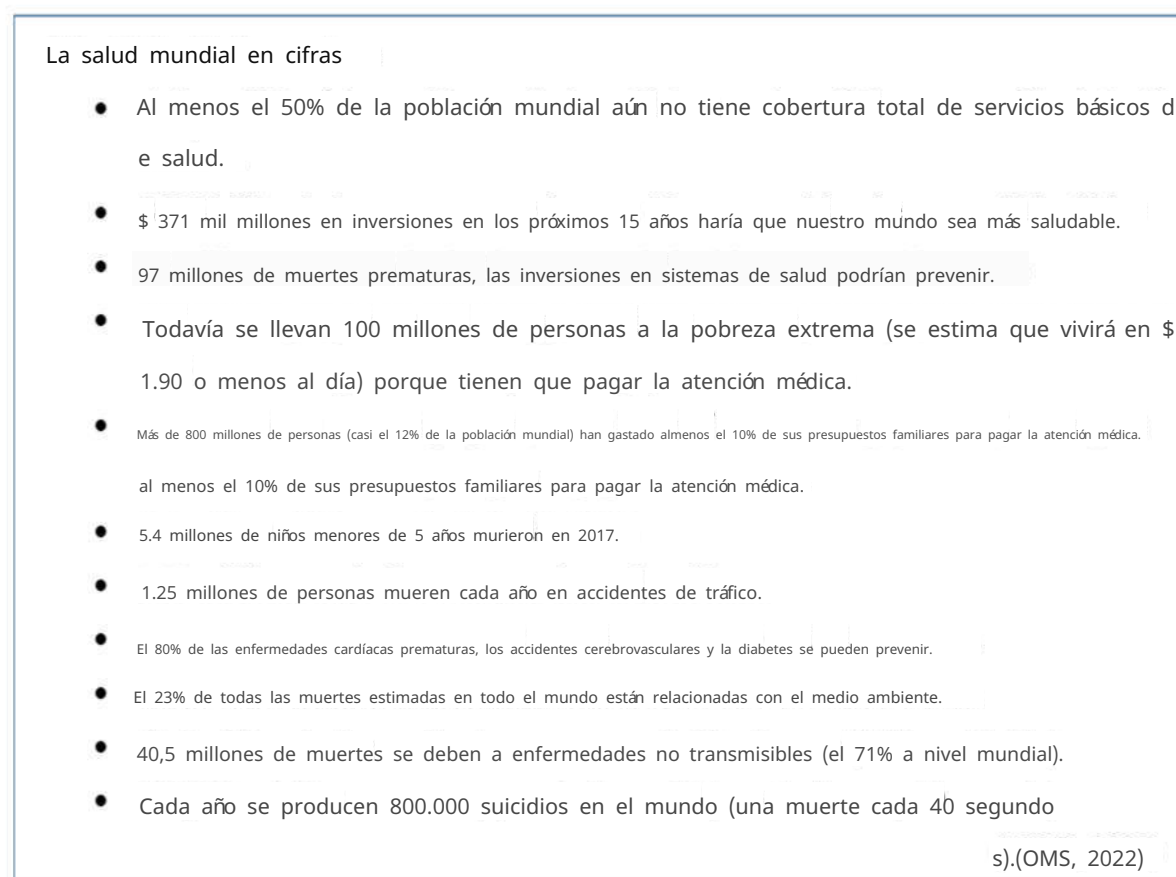 La salud mundial en cifras
Al menos el 50% de la población mundial aún no tiene cobertura total de servicios básicos d
e salud.
$ 371 mil millones en inversiones en los próximos 15 años haría que nuestro mundo sea más saludable.
97 millones de muertes prematuras, las inversiones en sistemas de salud podrían prevenir.
Todavía se llevan 100 millones de personas a la pobreza extrema (se estima que vivirá en $
1.90 o menos al día) porque tienen que pagar la atención médica.
Más de 800 millones de personas (casi el 12% de la población mundial) han gastado almenos el 10% de sus presupuestos familiares para pagar la atención médica.
al menos el 10% de sus presupuestos familiares para pagar la atención médica.
5.4 millones de niños menores de 5 años murieron en 2017.
1.25 millones de personas mueren cada año en accidentes de tráfico.
El 80% de las enfermedades cardíacas prematuras, los accidentes cerebrovasculares y la diabetes se pueden prevenir.
El 23% de todas las muertes estimadas en todo el mundo están relacionadas con el medio ambiente.
40,5 millones de muertes se deben a enfermedades no transmisibles (el 71% a nivel mundial).
Cada año se producen 800.000 suicidios en el mundo (una muerte cada 40 segundo
s).(OMS, 2022)